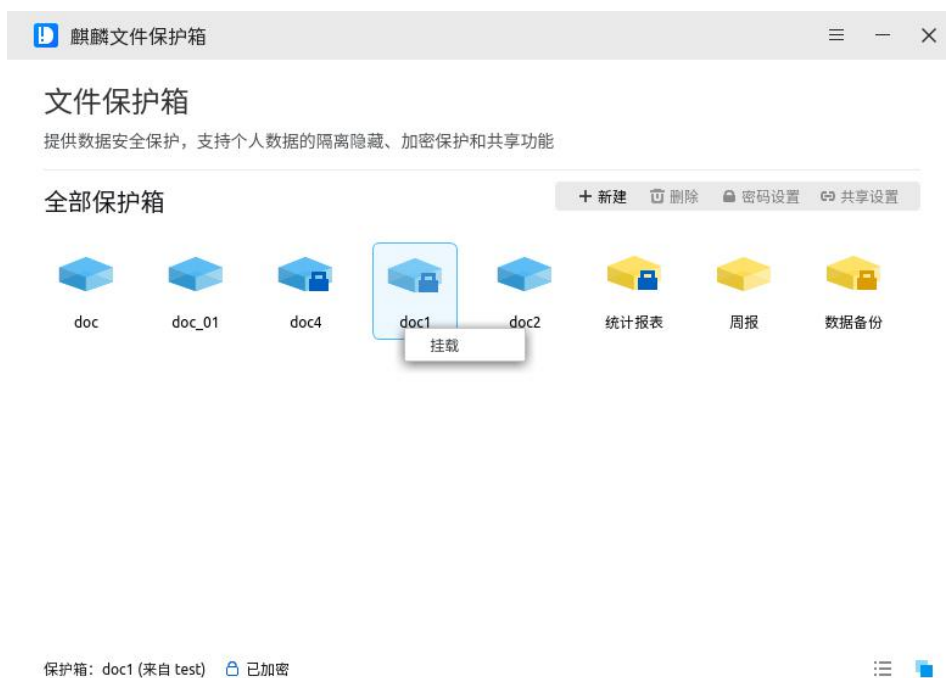 麒麟文件保护箱
文件保护箱
提供数据安全保护，支持个人数据的隔离隐藏、加密保护和共享功能
全部保护箱
新建 删除 密码设置 共享设置
doc doc_01 doc4 doc1 doc2 统计报表 周报 数据备份
挂载
保护箱：doc1 (来自 test) 已加密